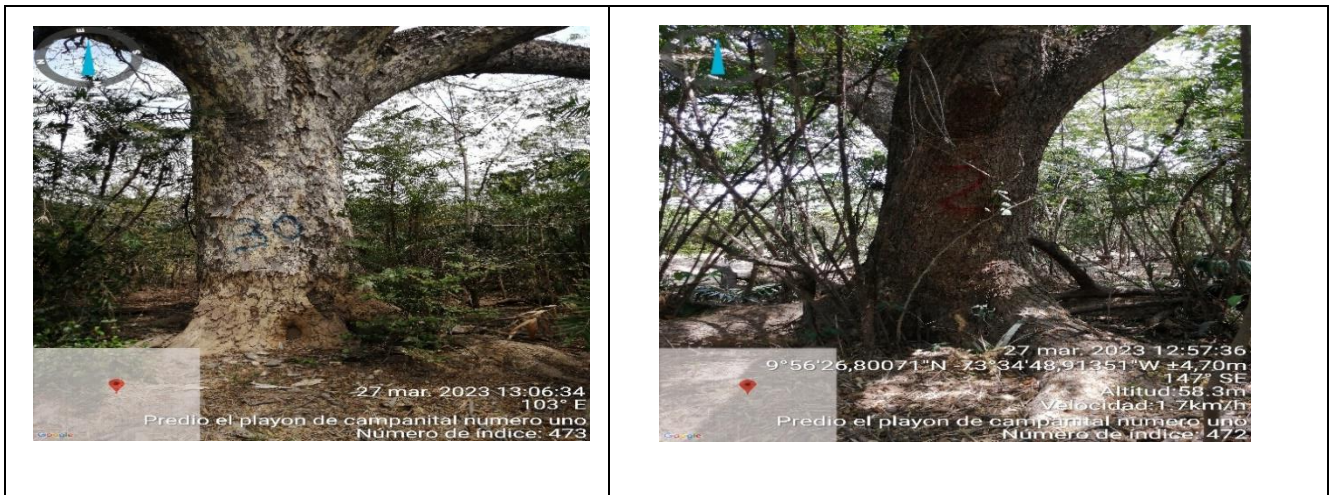 30
27 mar. 2023 13:06:34
103° E
Predio el playon de campanital numero uno
Número de índice: 473
Google
2
27 mar. 2023 12:57:36
9°56'26,80071"N -73°34'48,91351"W ±4,70m
147° SE
Altitud:58.3m
Velocidad:1.7km/h
Predio el playon de campanital numero uno
Número de índice: 472
Google